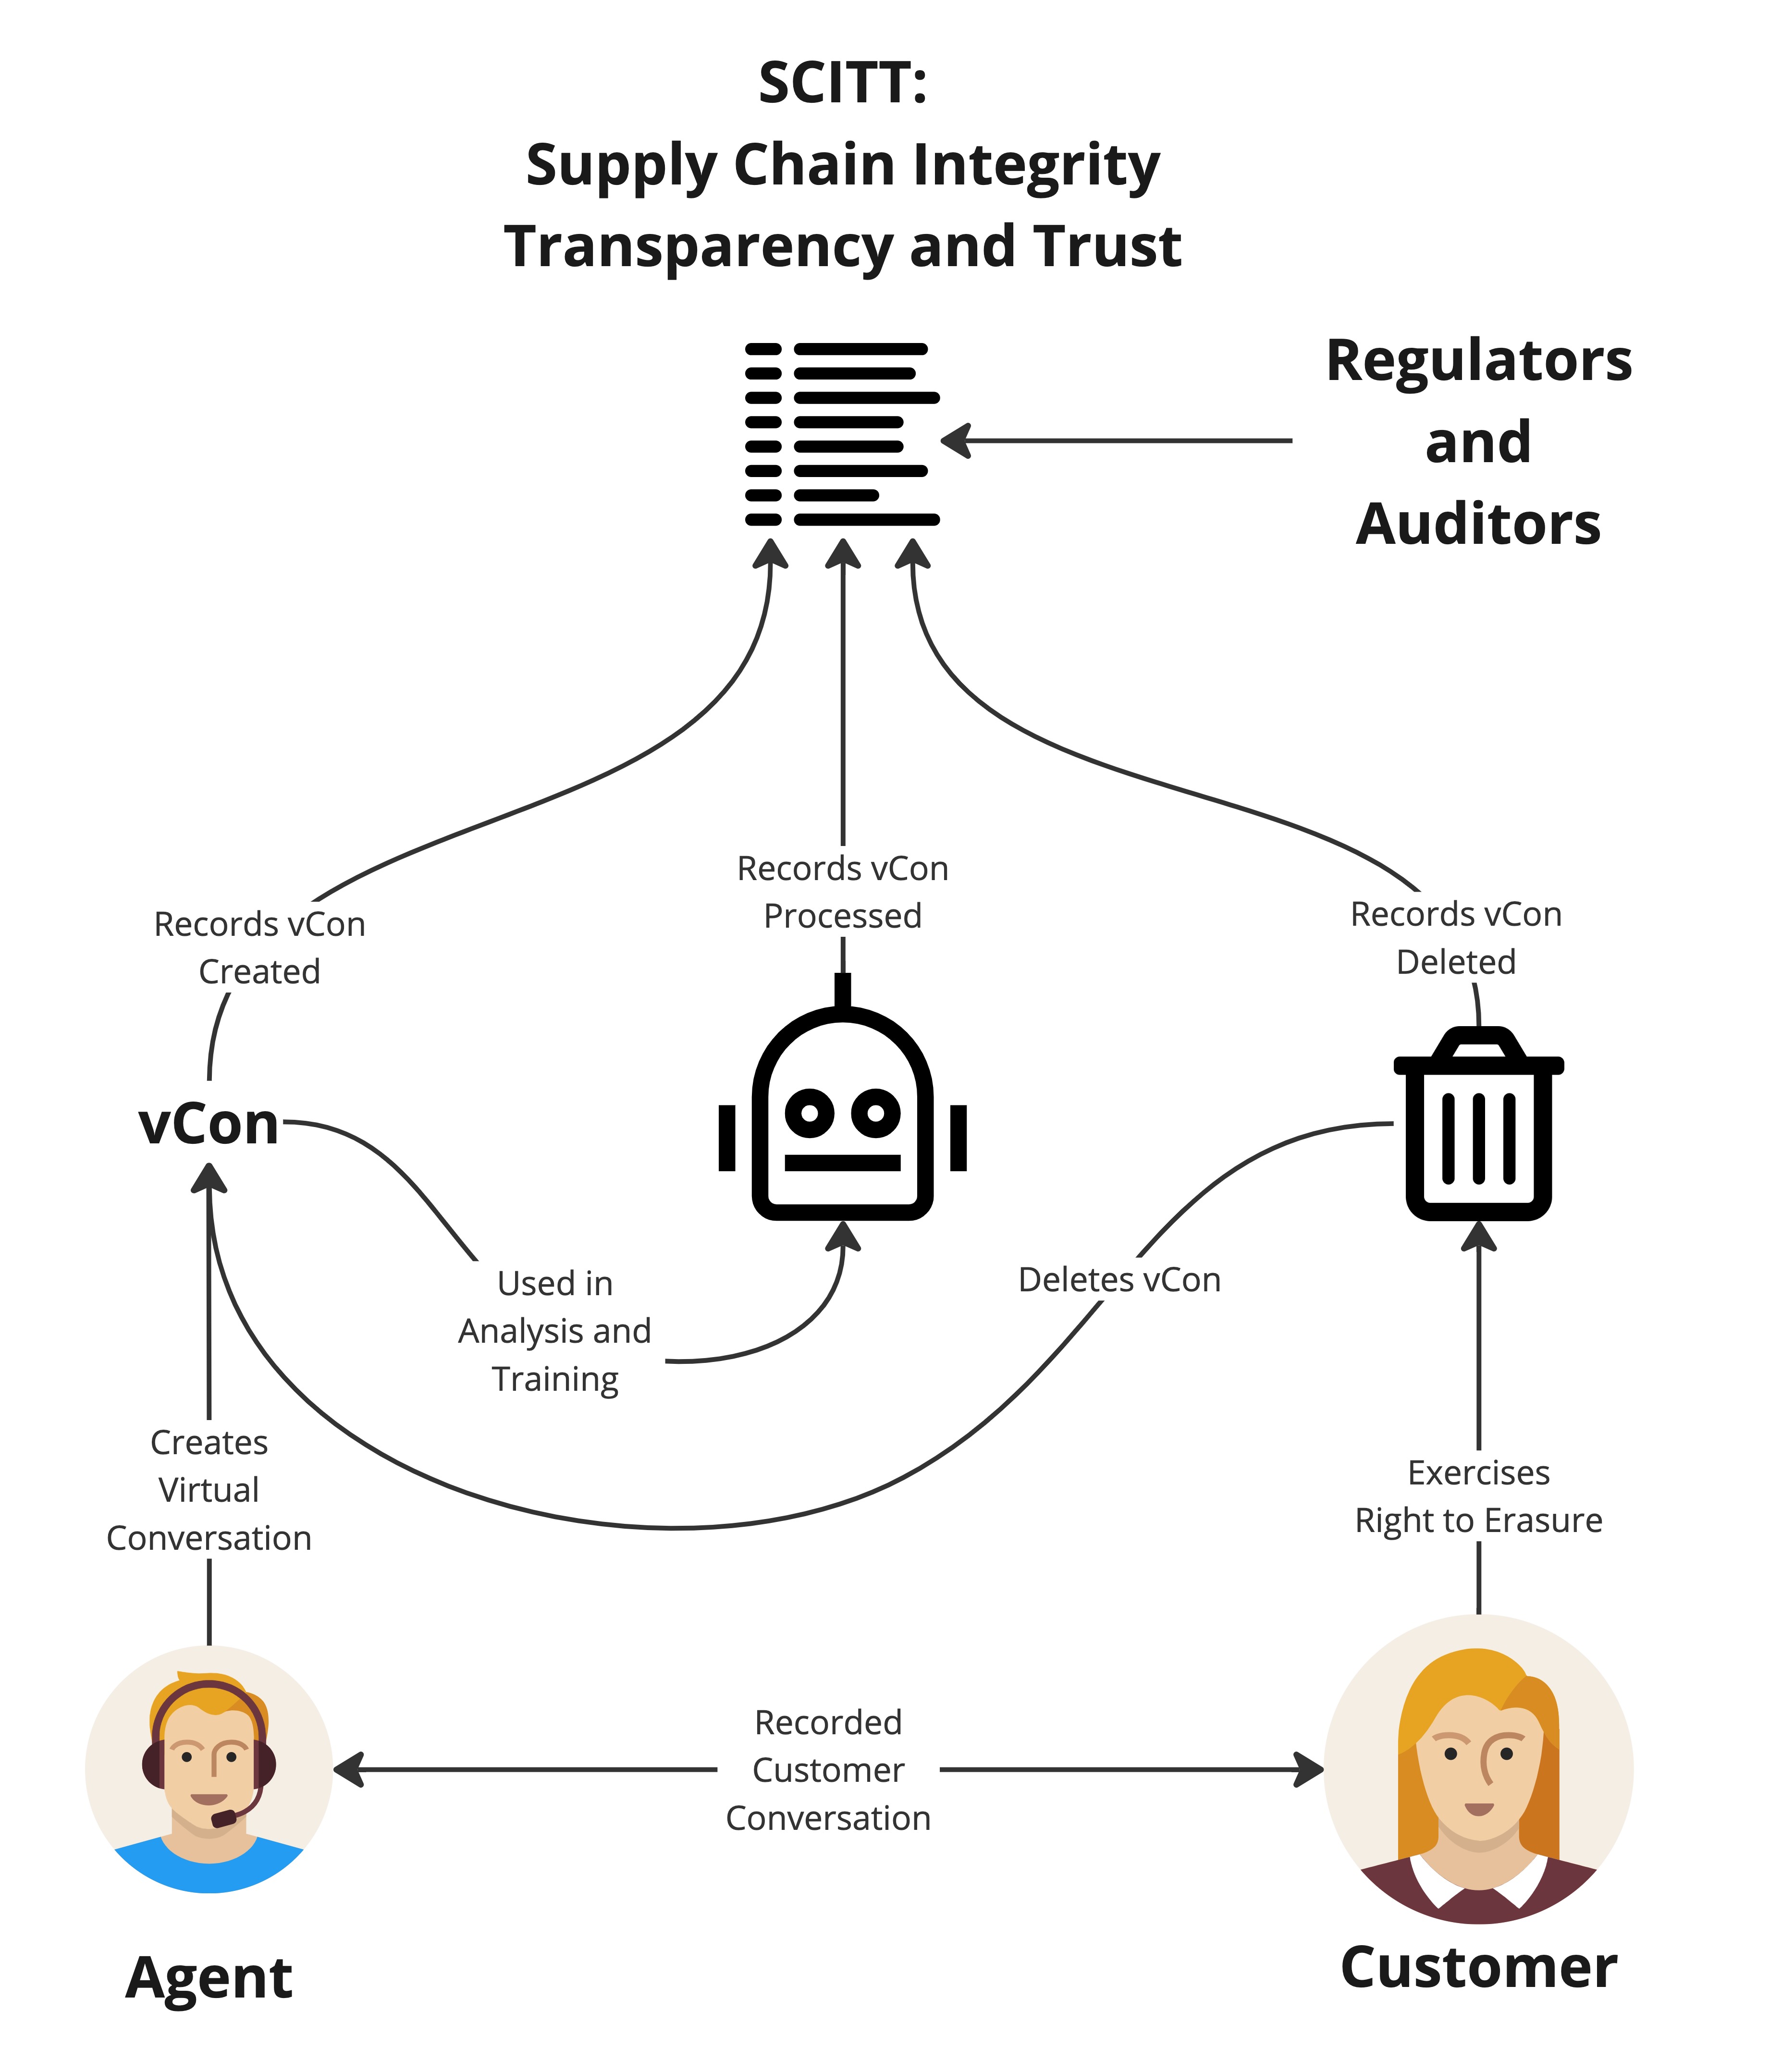 SCITT:
Supply Chain Integrity
Transparency and Trust
Regulators
and
Auditors
Records vCon
Created
Records vCon
Processed
Records vCon
Deleted
vCon
Used in
Analysis and
Training
Deletes vCon
Creates
Virtual
Conversation
Exercises
Right to Erasure
Recorded
Customer
Conversation
Agent
Customer